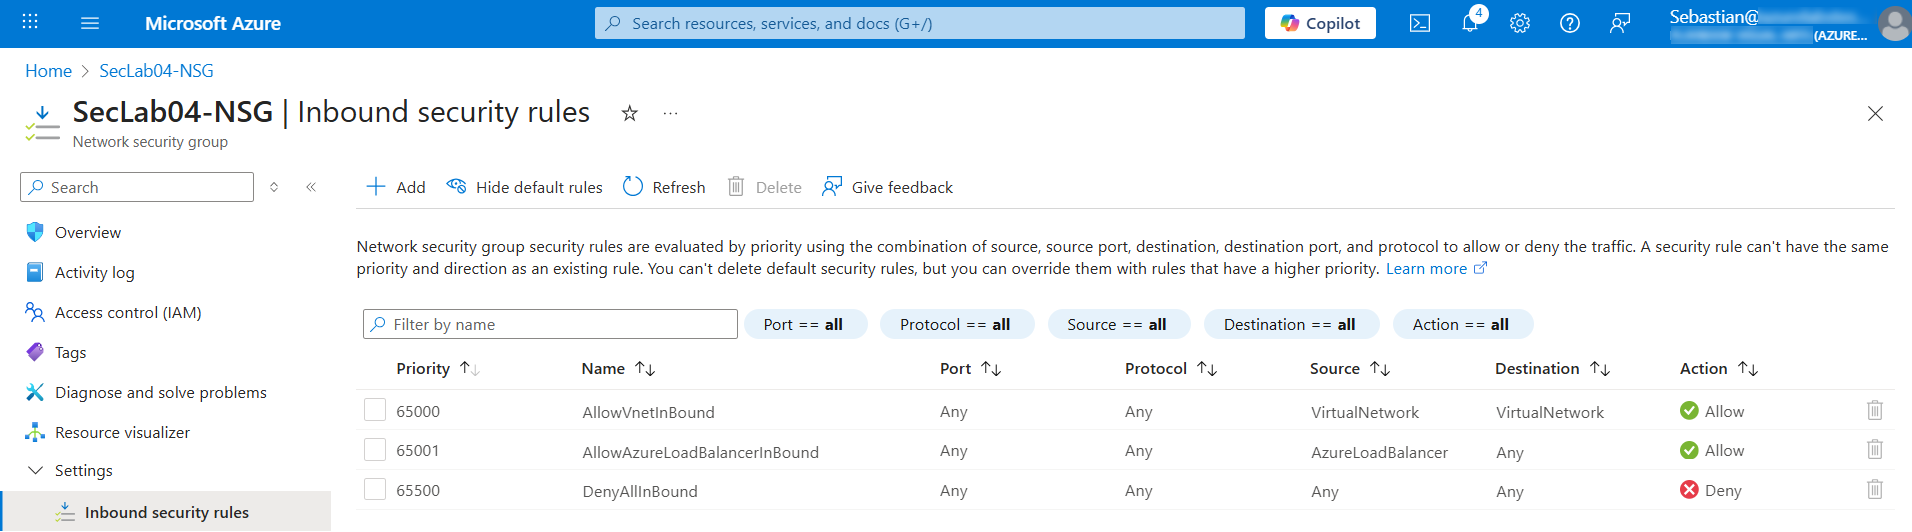 Microsoft Azure
Search resources, services, and docs (G+/)
Copilot
4
Sebastian@
(AZURE...
Home > SecLab04-NSG
SecLab04-NSG | Inbound security rules
Network security group
Search
Add
Hide default rules
Refresh
Delete
Give feedback
Overview
Activity log
Access control (IAM)
Tags
Diagnose and solve problems
Resource visualizer
Settings
Inbound security rules
Network security group security rules are evaluated by priority using the combination of source, source port, destination, destination port, and protocol to allow or deny the traffic. A security rule can't have the same
priority and direction as an existing rule. You can't delete default security rules, but you can override them with rules that have a higher priority. Learn more
Filter by name
Port == all
Protocol == all
Source == all
Destination == all
Action == all
Priority Name Port Protocol Source Destination Action
65000 AllowVnetInBound Any Any VirtualNetwork VirtualNetwork Allow
65001 AllowAzureLoadBalancerInBound Any Any AzureLoadBalancer Any Allow
65500 DenyAllInBound Any Any Any Any Deny